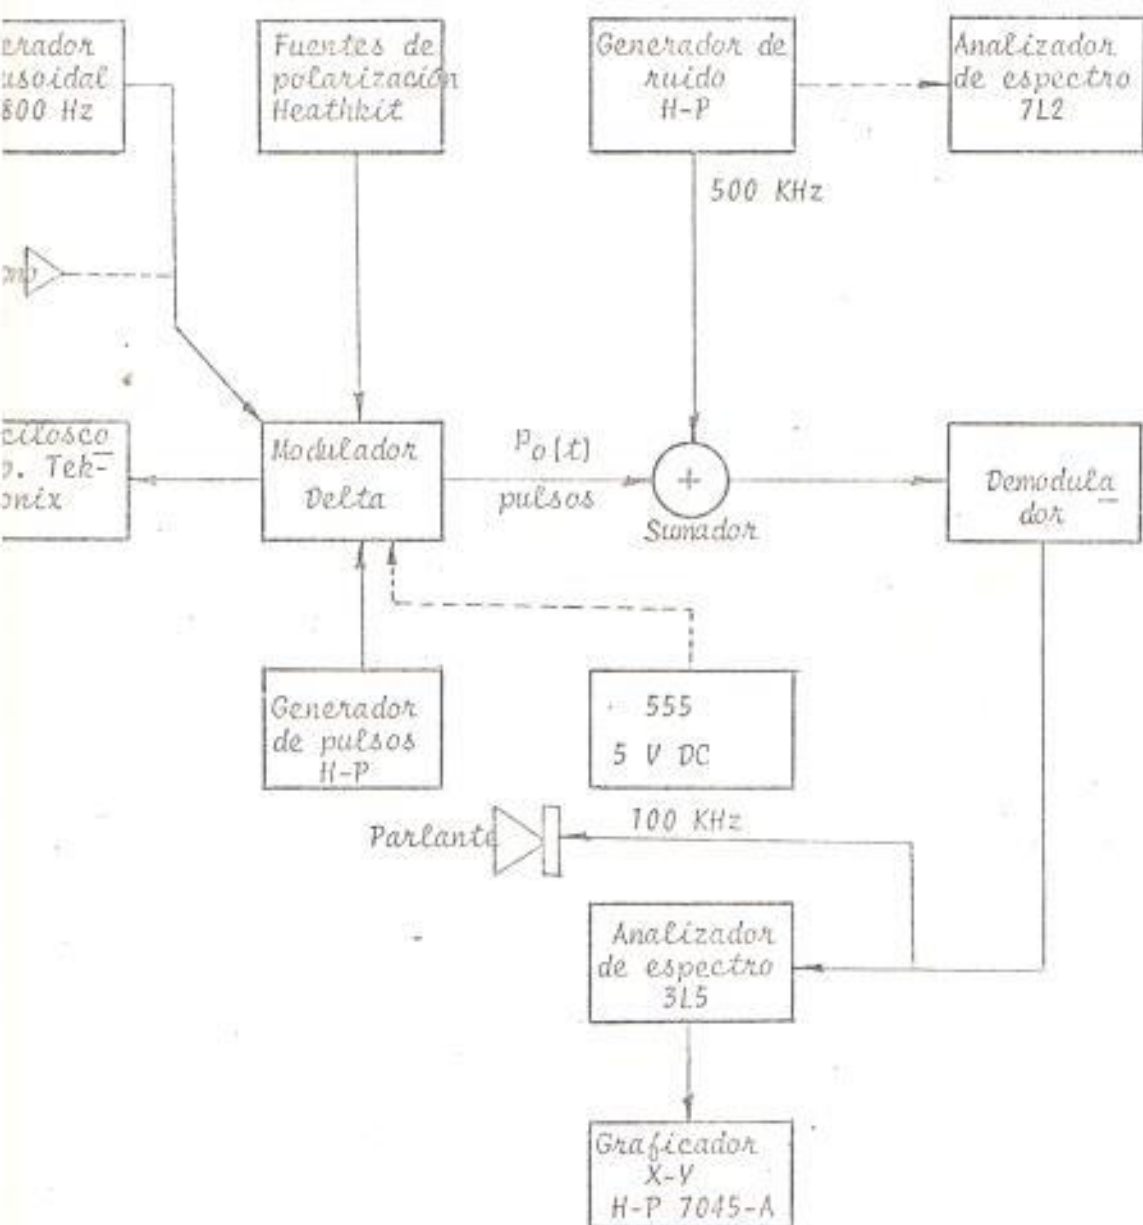 erador
usoidal
800 Hz
Fuentes de
polarización
Heathkit
Generador de
ruido
H-P
Analizador
de espectro
7L2
500 KHz
ono
cilosco
o. Tek-
onix
Modulador
Delta
Po(t)
pulsos
+
Sumador
Demodula
dor
Generador
de pulsos
H-P
555
5 V DC
Parlante
100 KHz
Analizador
de espectro
3L5
Graficador
X-Y
H-P 7045-A